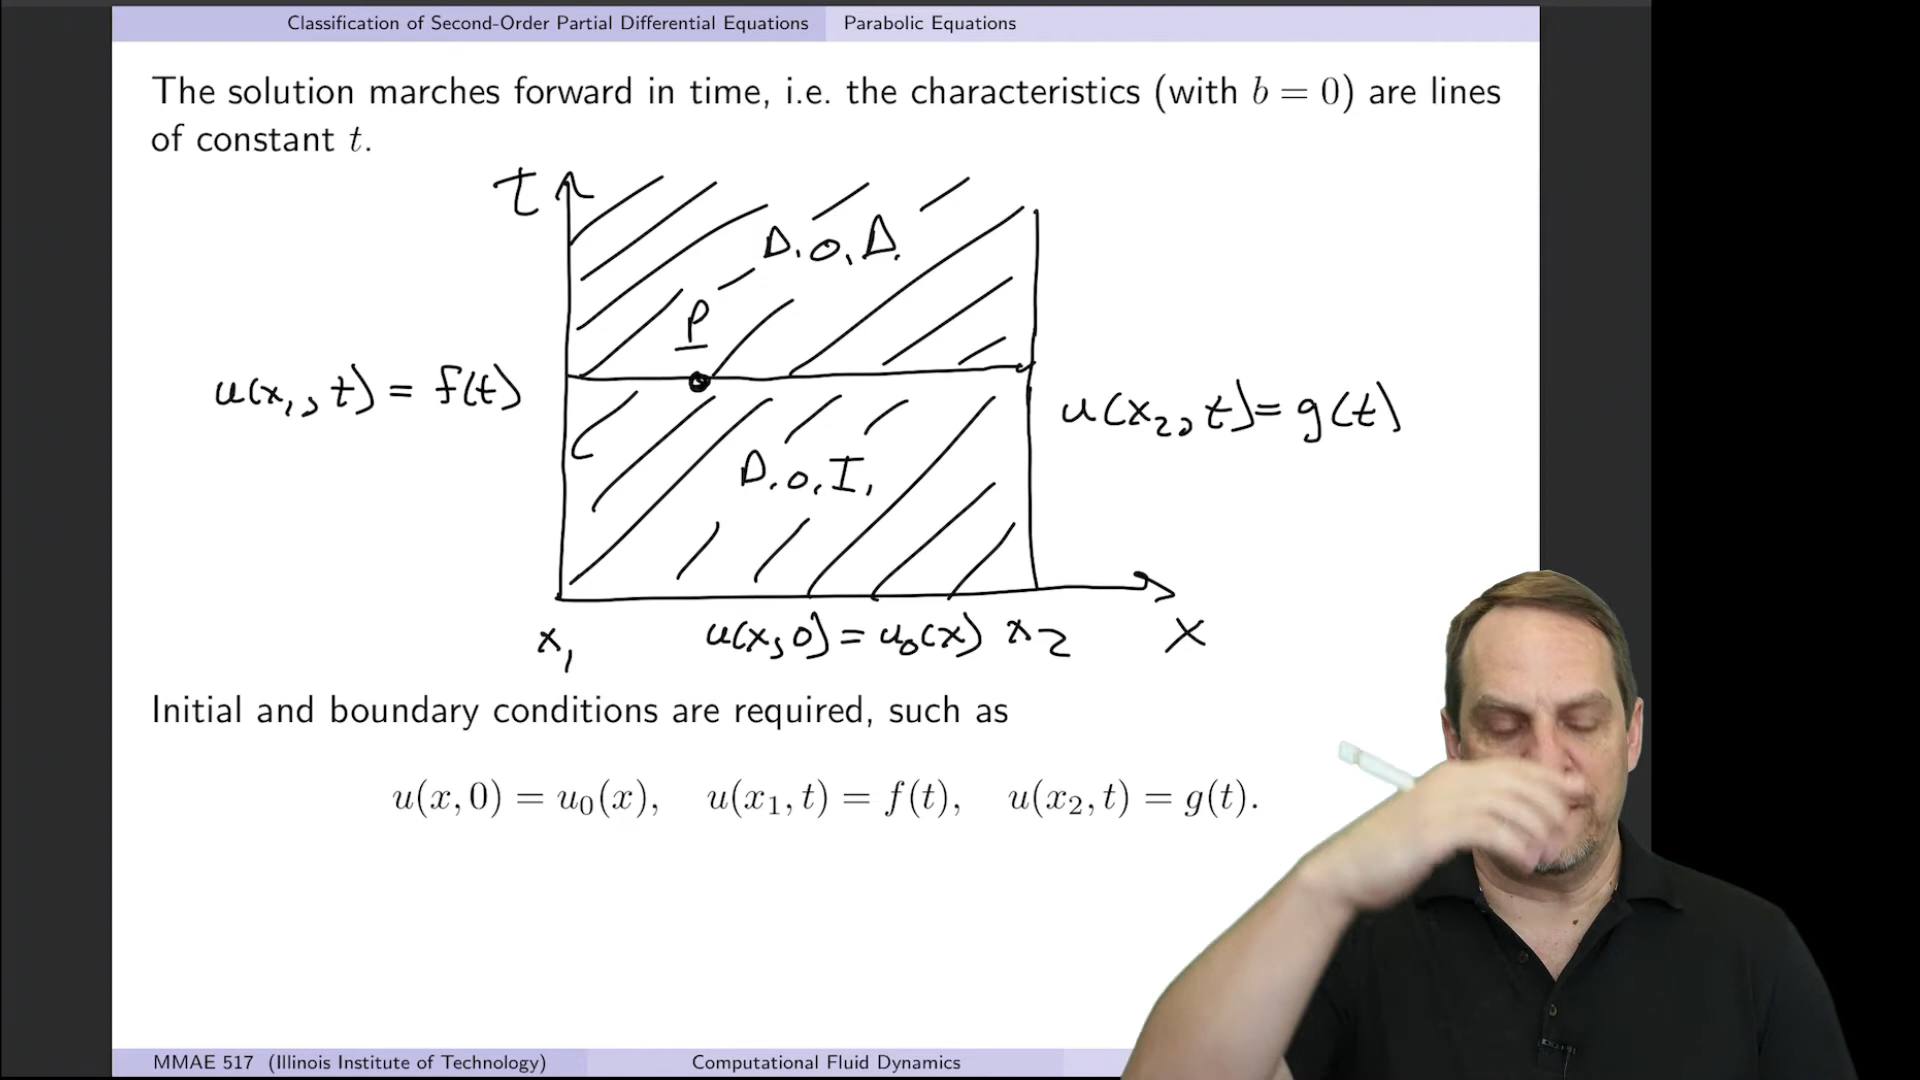 Classification of Second-Order Partial Differential Equations Parabolic Equations
The solution marches forward in time, i.e. the characteristics (with b = 0) are lines
of constant t.
t
D.O.D.
P
u(x₁, t) = f(t)
u(x₂, t) = g(t)
D.O.I.
x₁
u(x, 0) = u₀(x)
x₂
x
Initial and boundary conditions are required, such as
u(x, 0) = u₀(x), u(x₁, t) = f(t), u(x₂, t) = g(t).
MMAE 517 (Illinois Institute of Technology) Computational Fluid Dynamics